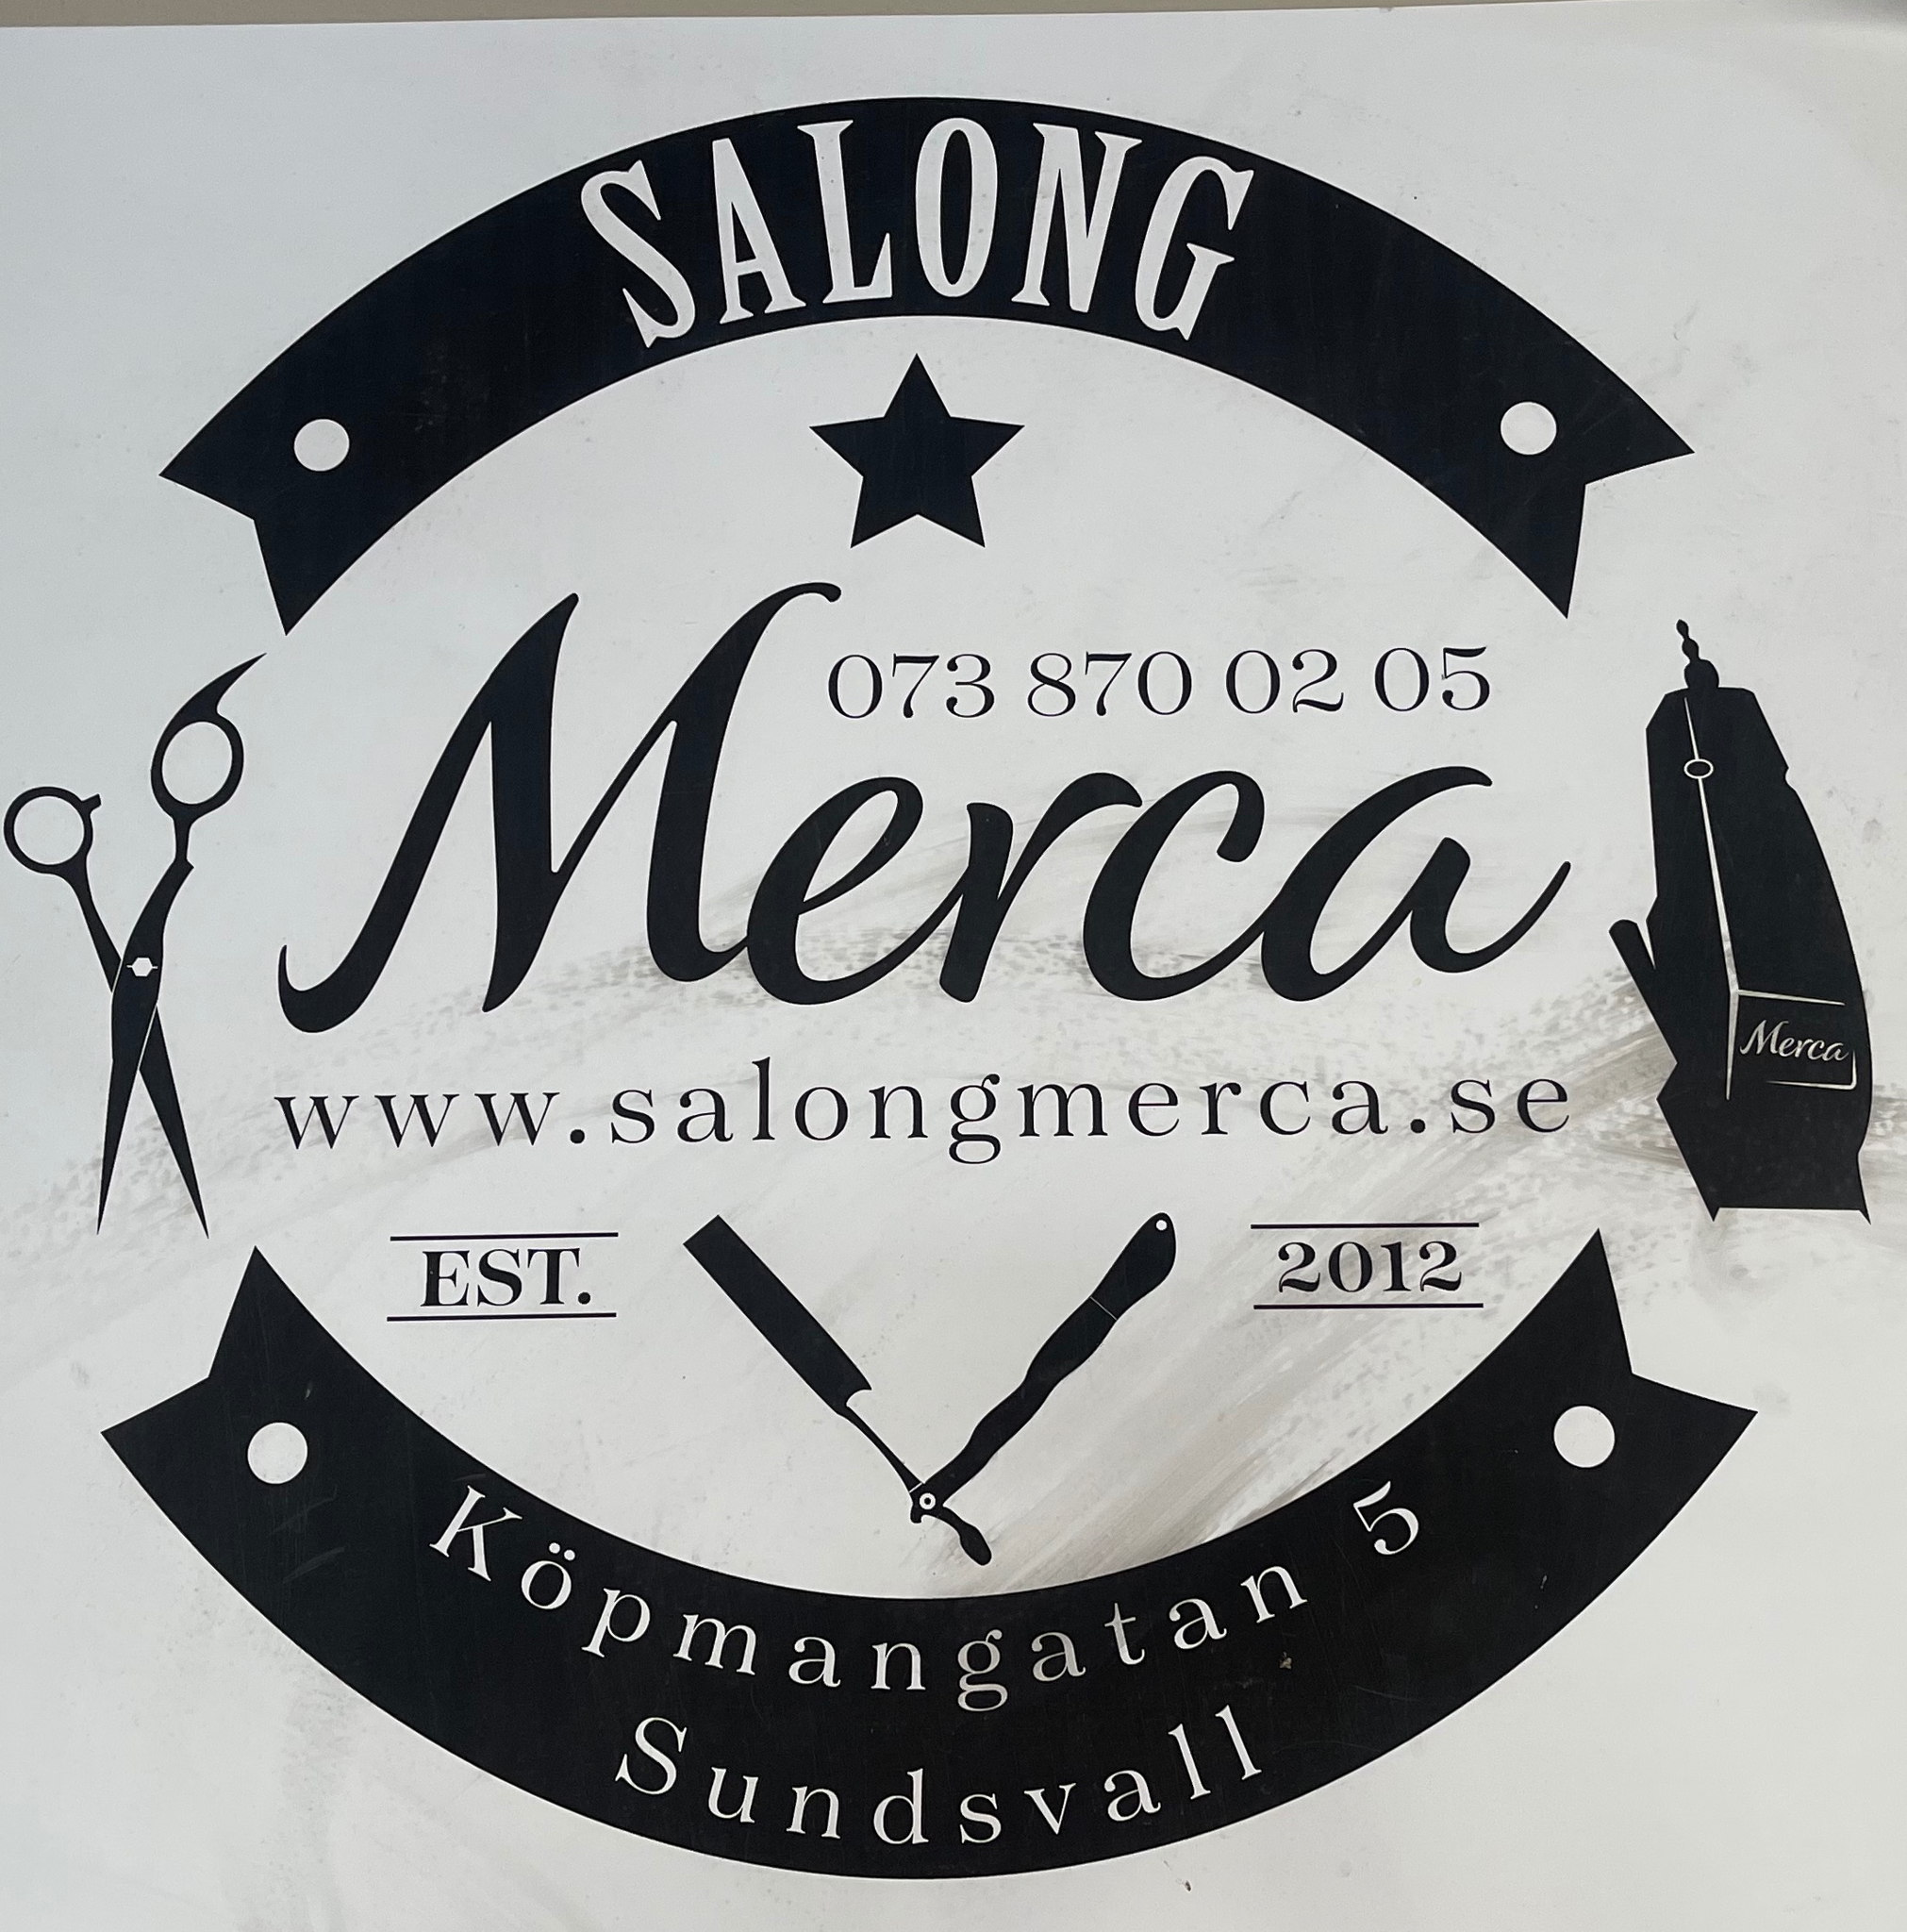 SALONG
073 870 02 05
Merca
Merca
www.salongmerca.se
EST. 2012
Köpmangatan 5
Sundsvall